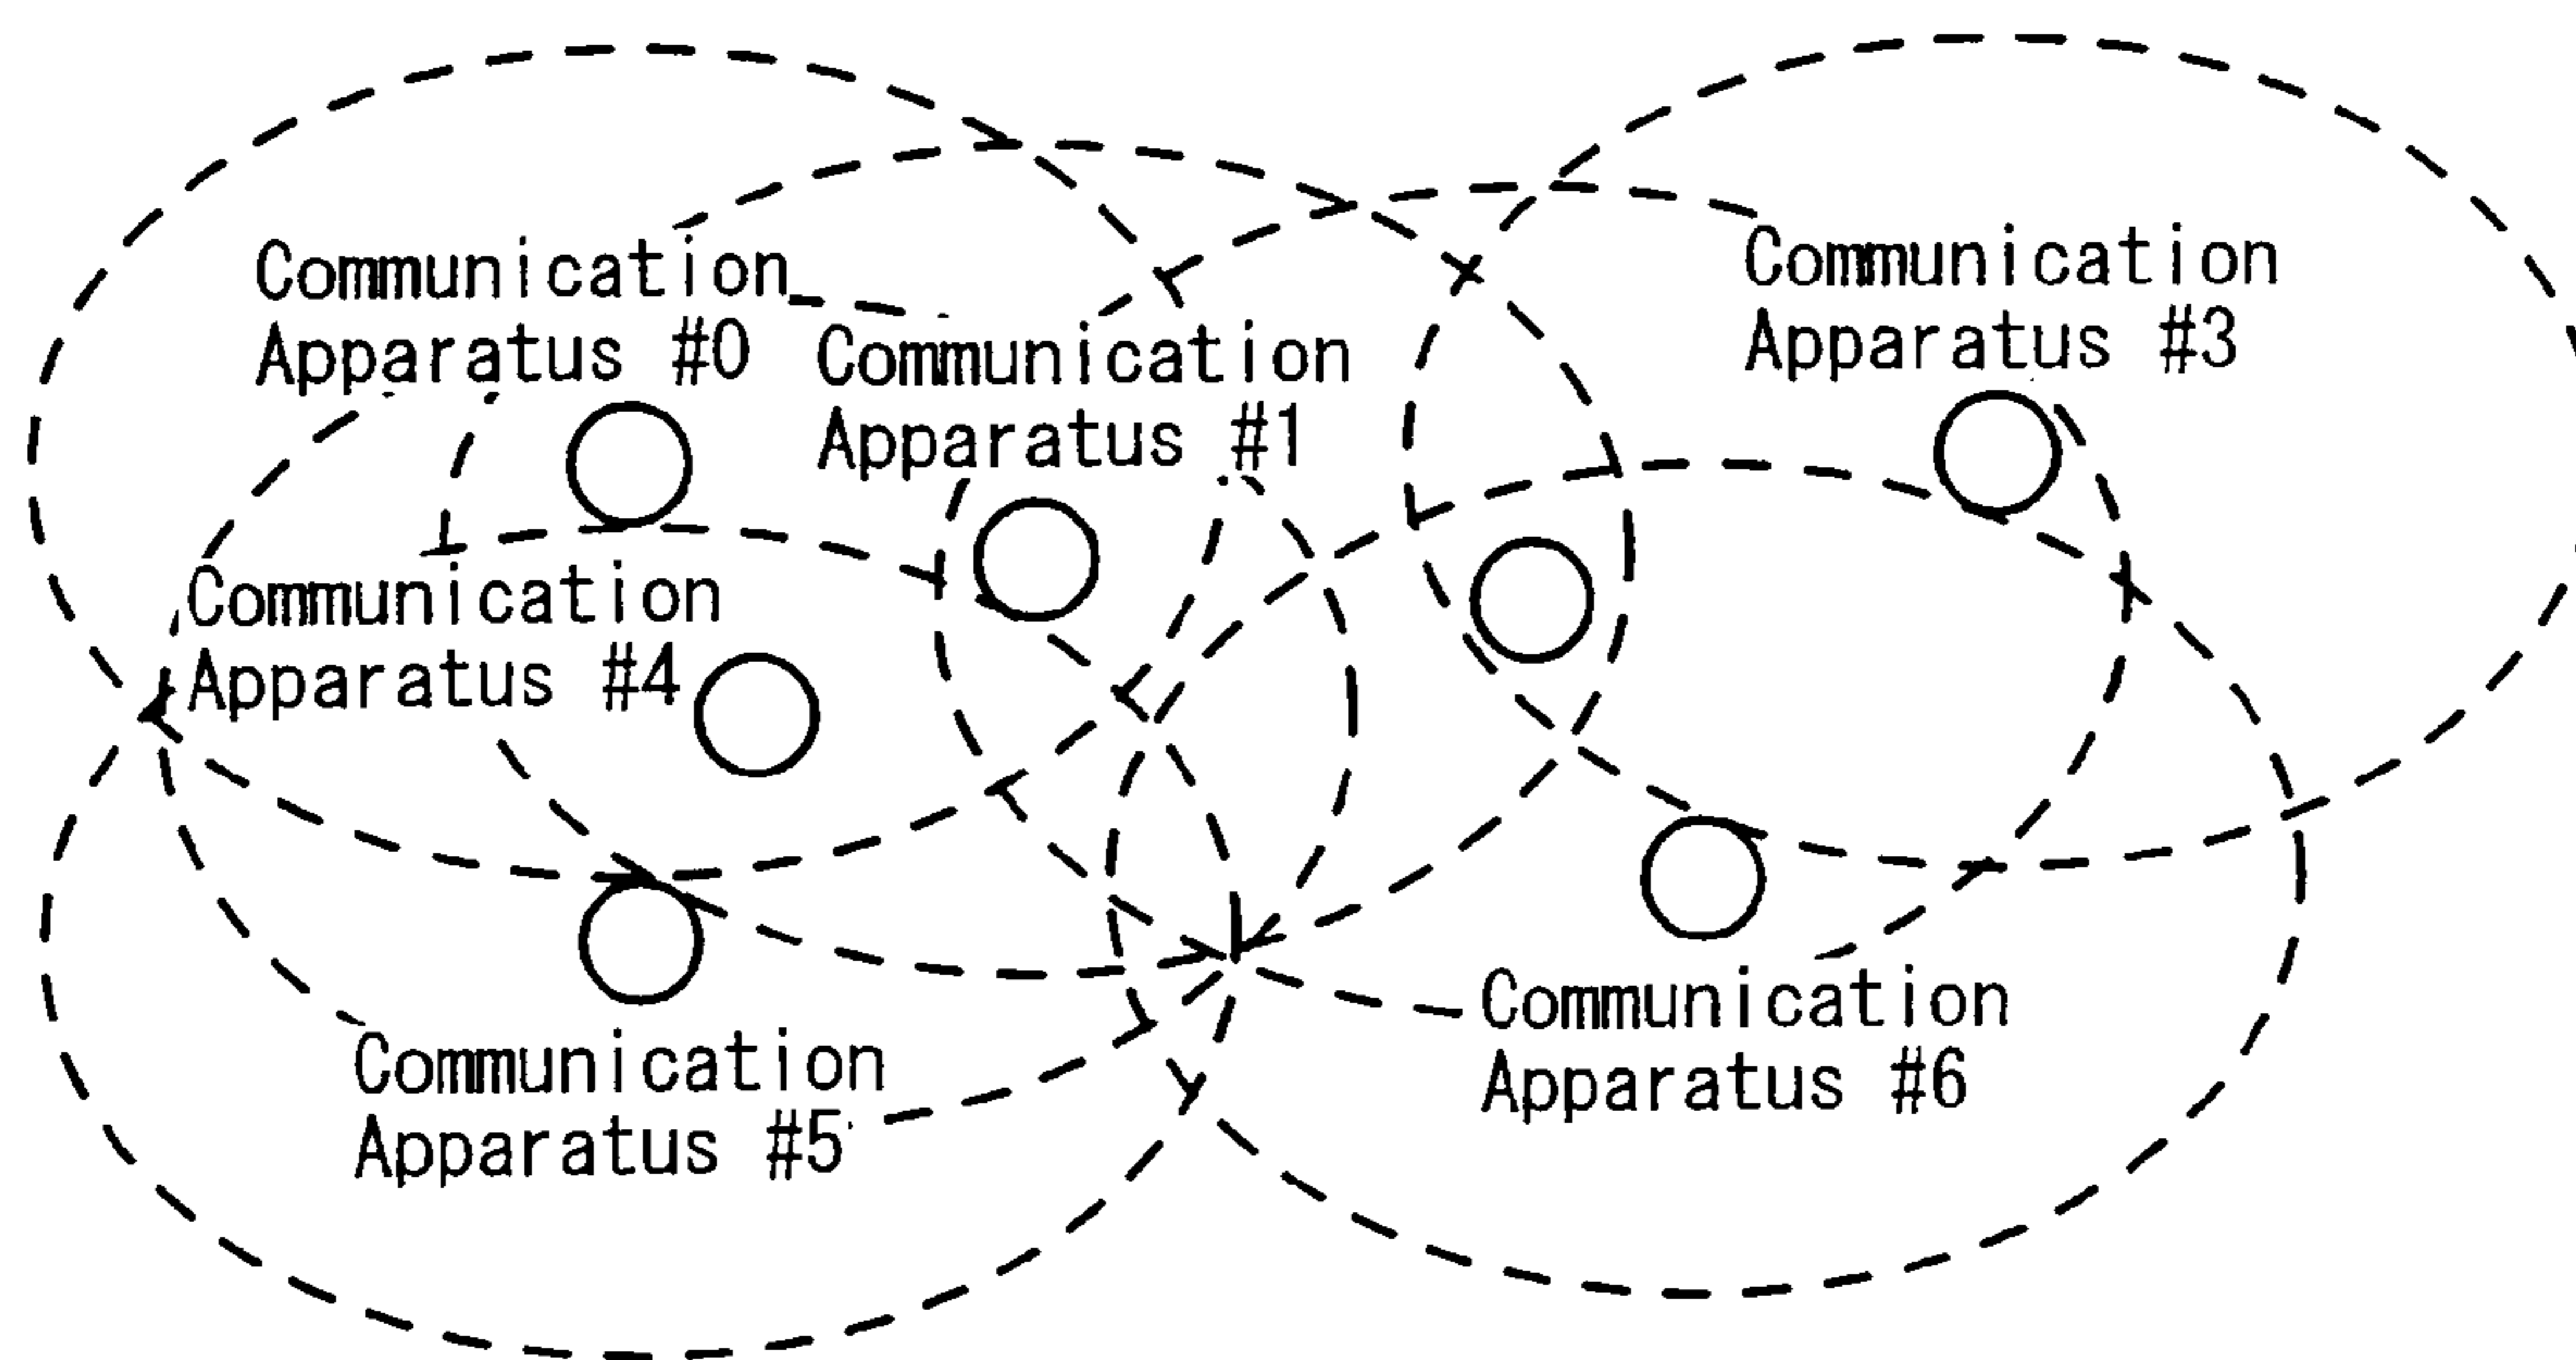 Communication
Apparatus #0
Communication
Apparatus #1
Communication
Apparatus #3
Communication
Apparatus #4
Communication
Apparatus #5
Communication
Apparatus #6